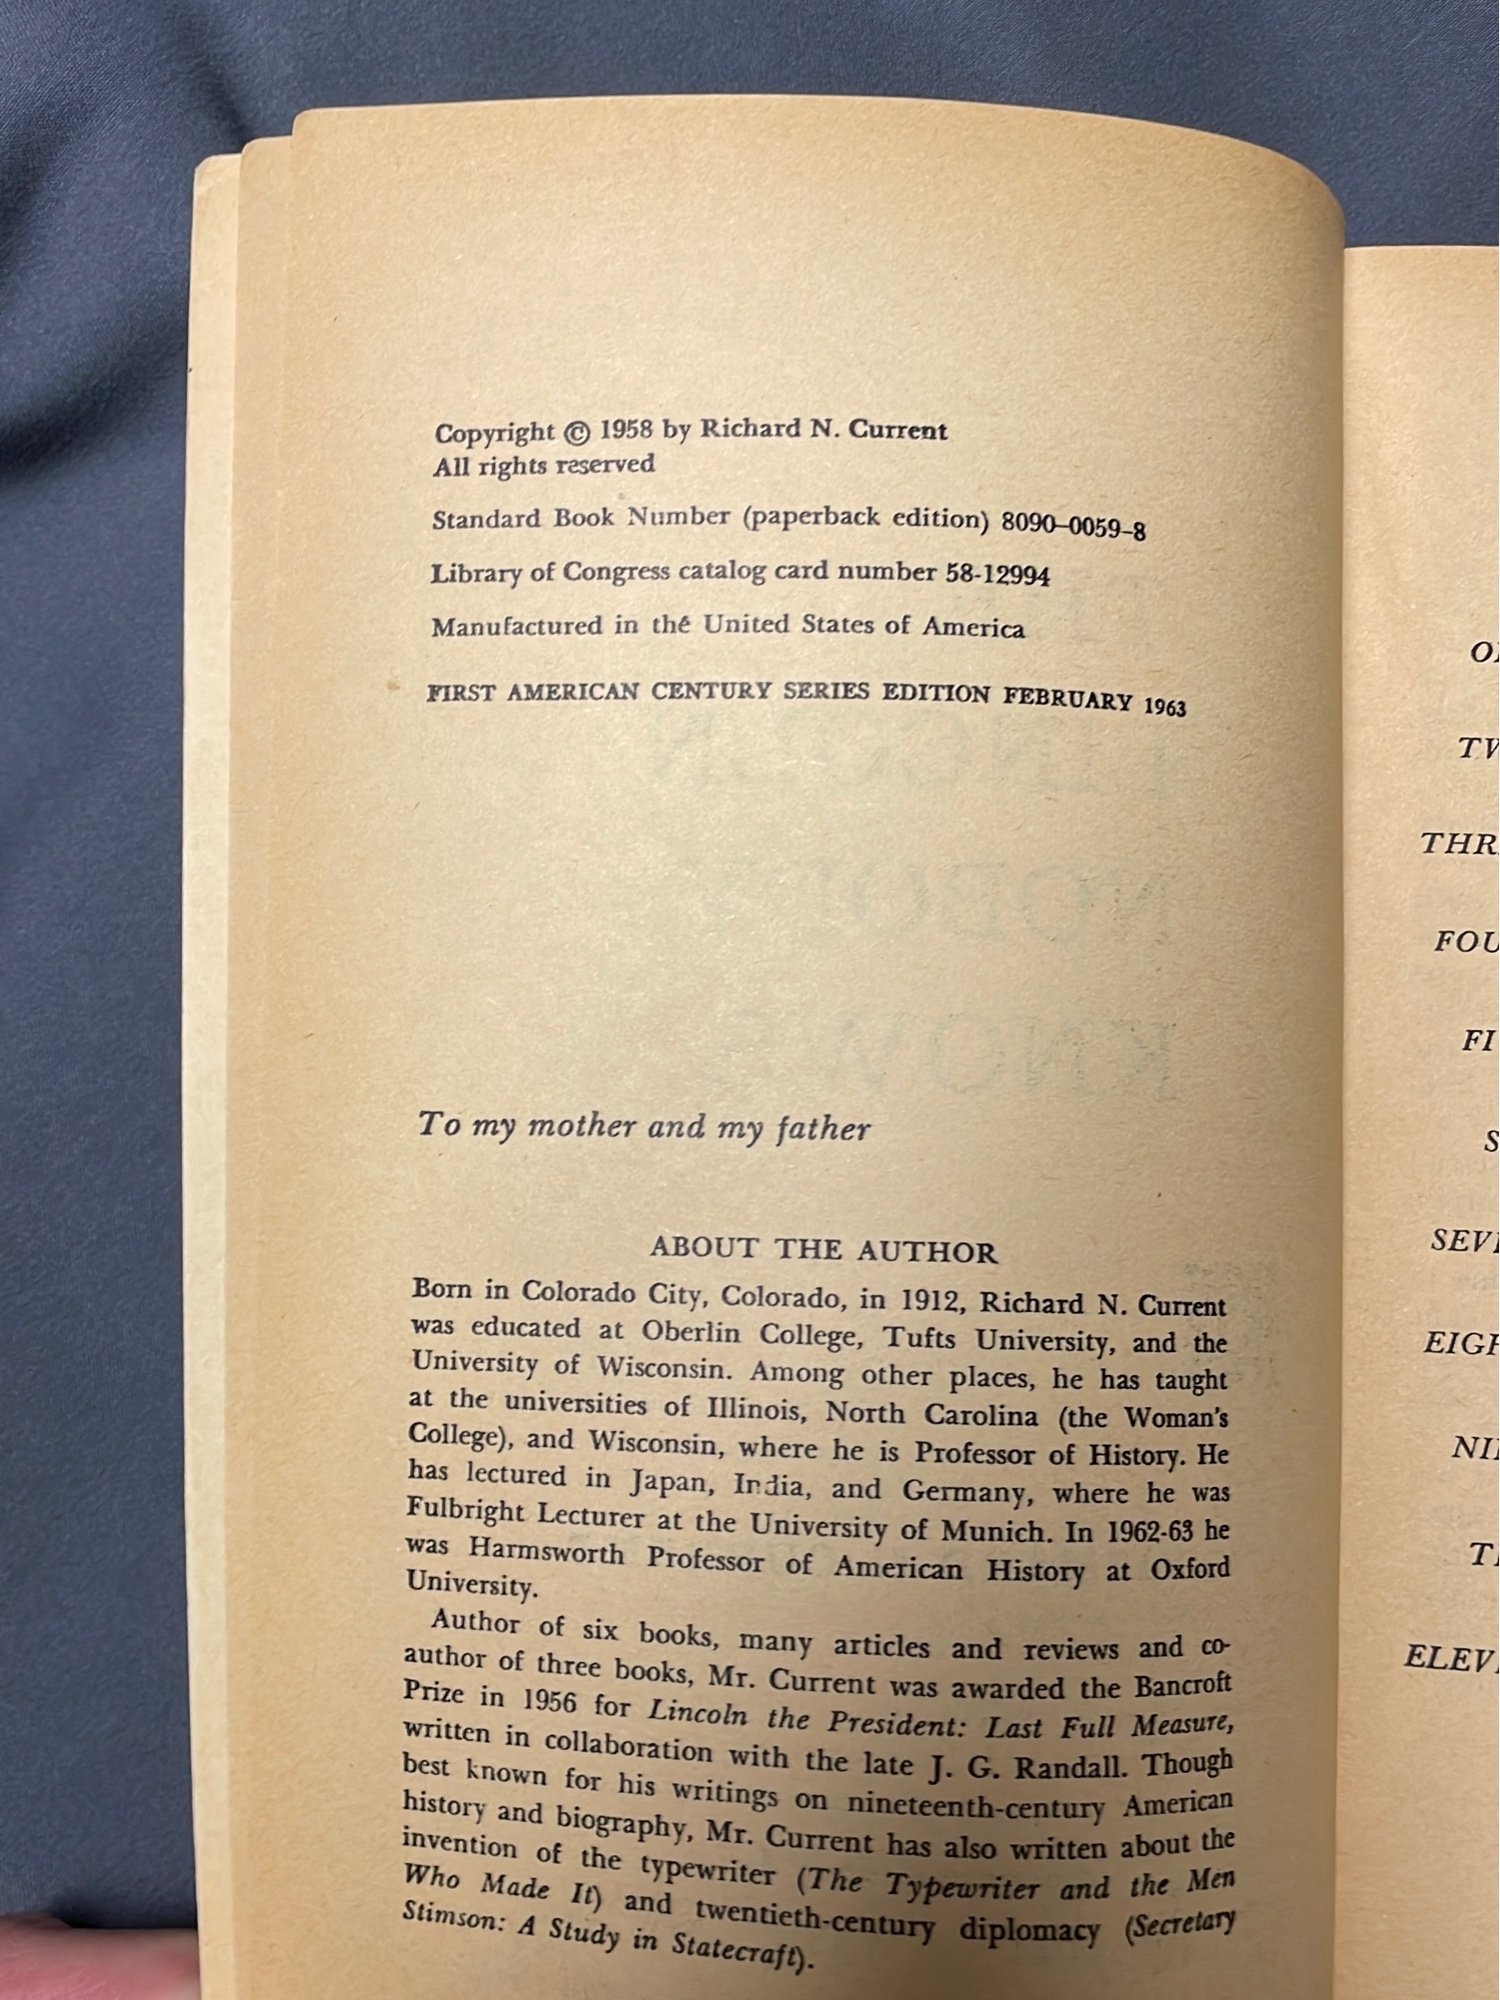 Copyright © 1958 by Richard N. Current
All rights reserved
Standard Book Number (paperback edition) 8090-0059-8
Library of Congress catalog card number 58-12994
Manufactured in the United States of America
FIRST AMERICAN CENTURY SERIES EDITION FEBRUARY 1963
To my mother and my father
ABOUT THE AUTHOR
Born in Colorado City, Colorado, in 1912, Richard N. Current
was educated at Oberlin College, Tufts University, and the
University of Wisconsin. Among other places, he has taught
at the universities of Illinois, North Carolina (the Woman's
College), and Wisconsin, where he is Professor of History. He
has lectured in Japan, India, and Germany, where he was
Fulbright Lecturer at the University of Munich. In 1962-63 he
was Harmsworth Professor of American History at Oxford
University.
Author of six books, many articles and reviews and co-
author of three books, Mr. Current was awarded the Bancroft
Prize in 1956 for Lincoln the President: Last Full Measure,
written in collaboration with the late J. G. Randall. Though
best known for his writings on nineteenth-century American
history and biography, Mr. Current has also written about the
invention of the typewriter (The Typewriter and the Men
Who Made It) and twentieth-century diplomacy (Secretary
Stimson: A Study in Statecraft).